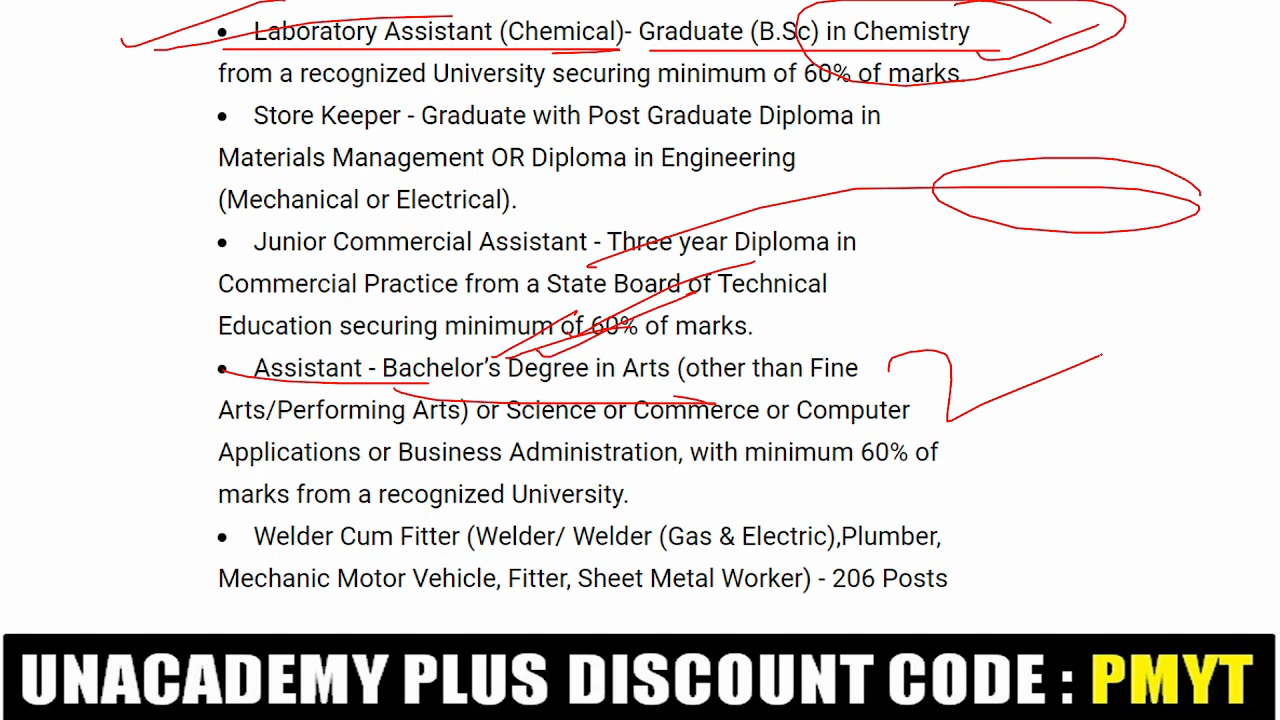 • Laboratory Assistant (Chemical)- Graduate (B.Sc) in Chemistry
from a recognized University securing minimum of 60% of marks.
• Store Keeper - Graduate with Post Graduate Diploma in
Materials Management OR Diploma in Engineering
(Mechanical or Electrical).
• Junior Commercial Assistant - Three year Diploma in
Commercial Practice from a State Board of Technical
Education securing minimum of 60% of marks.
• Assistant - Bachelor’s Degree in Arts (other than Fine
Arts/Performing Arts) or Science or Commerce or Computer
Applications or Business Administration, with minimum 60% of
marks from a recognized University.
• Welder Cum Fitter (Welder/ Welder (Gas & Electric),Plumber,
Mechanic Motor Vehicle, Fitter, Sheet Metal Worker) - 206 Posts
UNACADEMY PLUS DISCOUNT CODE : PMYT